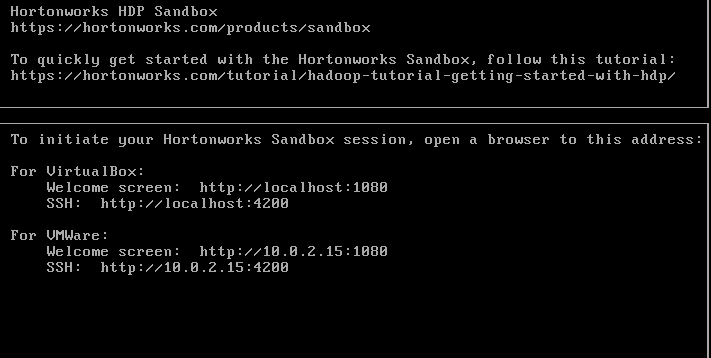 Hortonworks HDP Sandbox
https://hortonworks.com/products/sandbox
To quickly get started with the Hortonworks Sandbox, follow this tutorial:
https://hortonworks.com/tutorial/hadoop-tutorial-getting-started-with-hdp/
To initiate your Hortonworks Sandbox session, open a browser to this address:
For VirtualBox:
Welcome screen: http://localhost:1080
SSH: http://localhost:4200
For VMWare:
Welcome screen: http://10.0.2.15:1080
SSH: http://10.0.2.15:4200